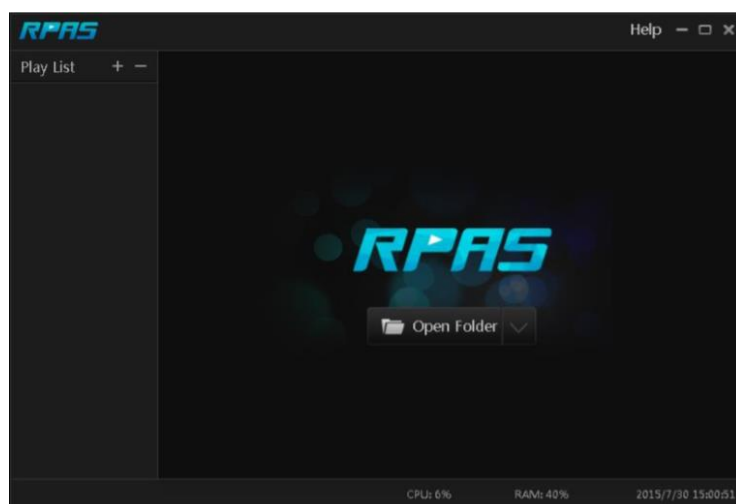 RPAS
Help
Play List + −
RPAS
Open Folder
CPU: 6% RAM: 40% 2015/7/30 15:00:51